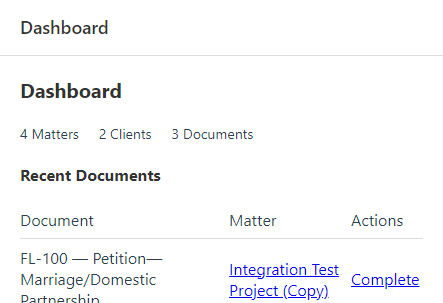 Dashboard
Dashboard
4 Matters 2 Clients 3 Documents
Recent Documents
Document Matter Actions
FL-100 — Petition—
Marriage/Domestic
Partnership
Integration Test
Project (Copy)
Complete